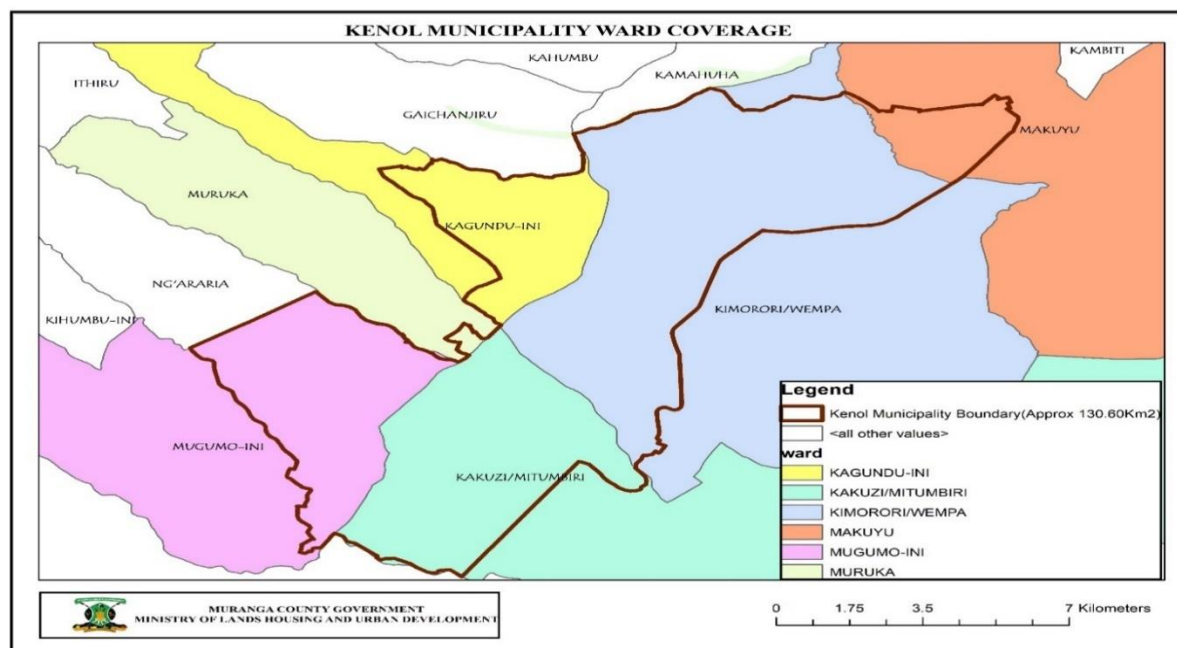 KENOL MUNICIPALITY WARD COVERAGE
KAHUMBU
KAMBITI
ITHIRU
KAMAHUHA
GAICHANJIRU
MAKUYU
MURUKA
KAGUNDU-INI
NG'ARARIA
KIHUMBU-INI
KIMORORI/WEMPA
MUGUMO-INI
KAKUZI/MITUMBIRI
Legend
Kenol Municipality Boundary(Approx 130.60Km2)
<all other values>
ward
KAGUNDU-INI
KAKUZI/MITUMBIRI
KIMORORI/WEMPA
MAKUYU
MUGUMO-INI
MURUKA
MURANGA COUNTY GOVERNMENT
MINISTRY OF LANDS HOUSING AND URBAN DEVELOPMENT
0 1.75 3.5 7 Kilometers